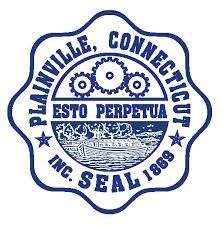 PLAINVILLE, CONNECTICUT
ESTO PERPETUA
INC. SEAL 1869